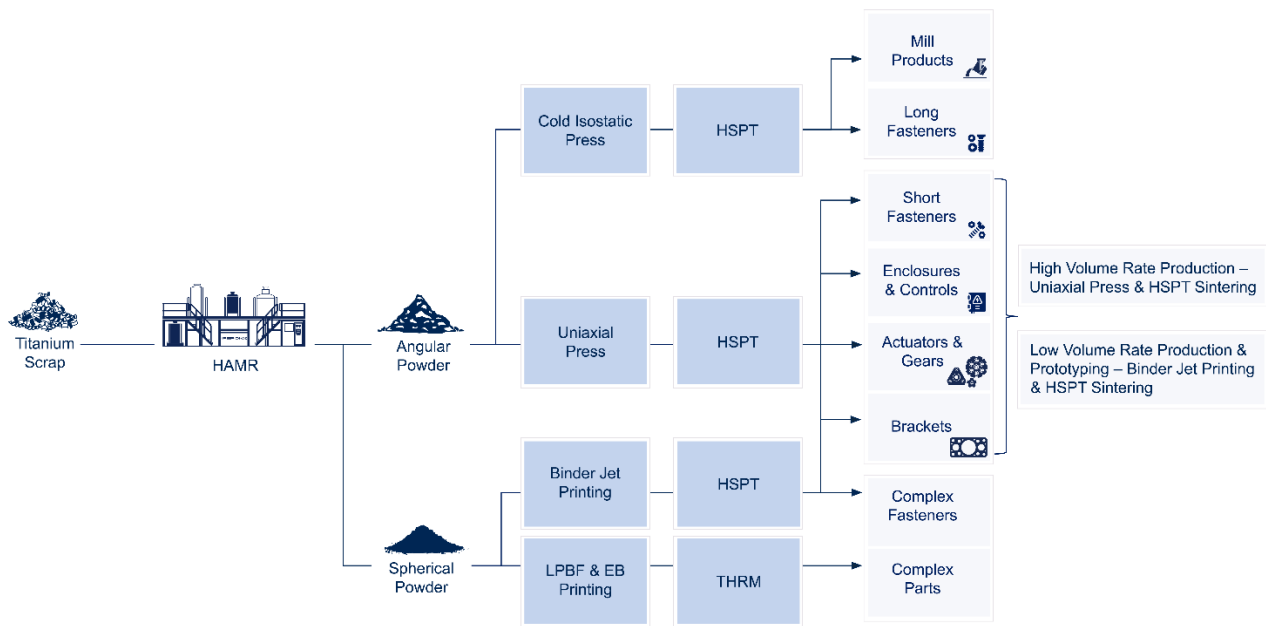 Titanium
Scrap
HAMR
Angular
Powder
Spherical
Powder
Cold Isostatic
Press
HSPT
Uniaxial
Press
HSPT
Binder Jet
Printing
HSPT
LPBF & EB
Printing
THRM
Mill
Products
Long
Fasteners
Short
Fasteners
Enclosures
& Controls
Actuators &
Gears
Brackets
Complex
Fasteners
Complex
Parts
High Volume Rate Production –
Uniaxial Press & HSPT Sintering
Low Volume Rate Production &
Prototyping – Binder Jet Printing
& HSPT Sintering